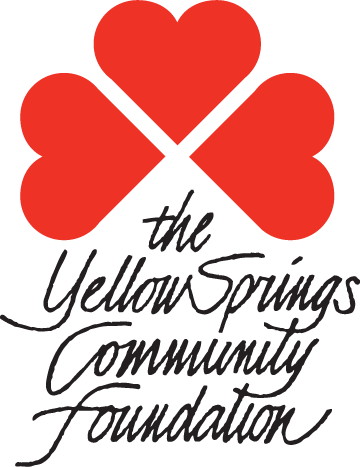 the
Yellow Springs
Community
Foundation